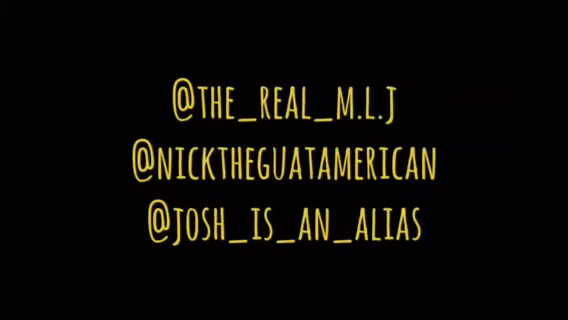 @THE_REAL_M.L.J
@NICKTHEGUATAMERICAN
@JOSH_IS_AN_ALIAS